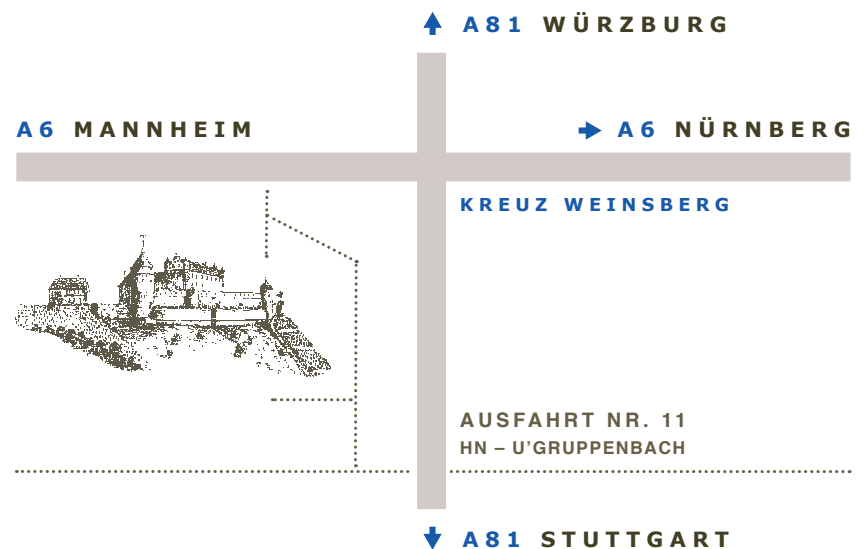 A81 WÜRZBURG
A6 MANNHEIM
A6 NÜRNBERG
KREUZ WEINSBERG
AUSFAHRT NR. 11
HN – U'GRUPPENBACH
A81 STUTTGART